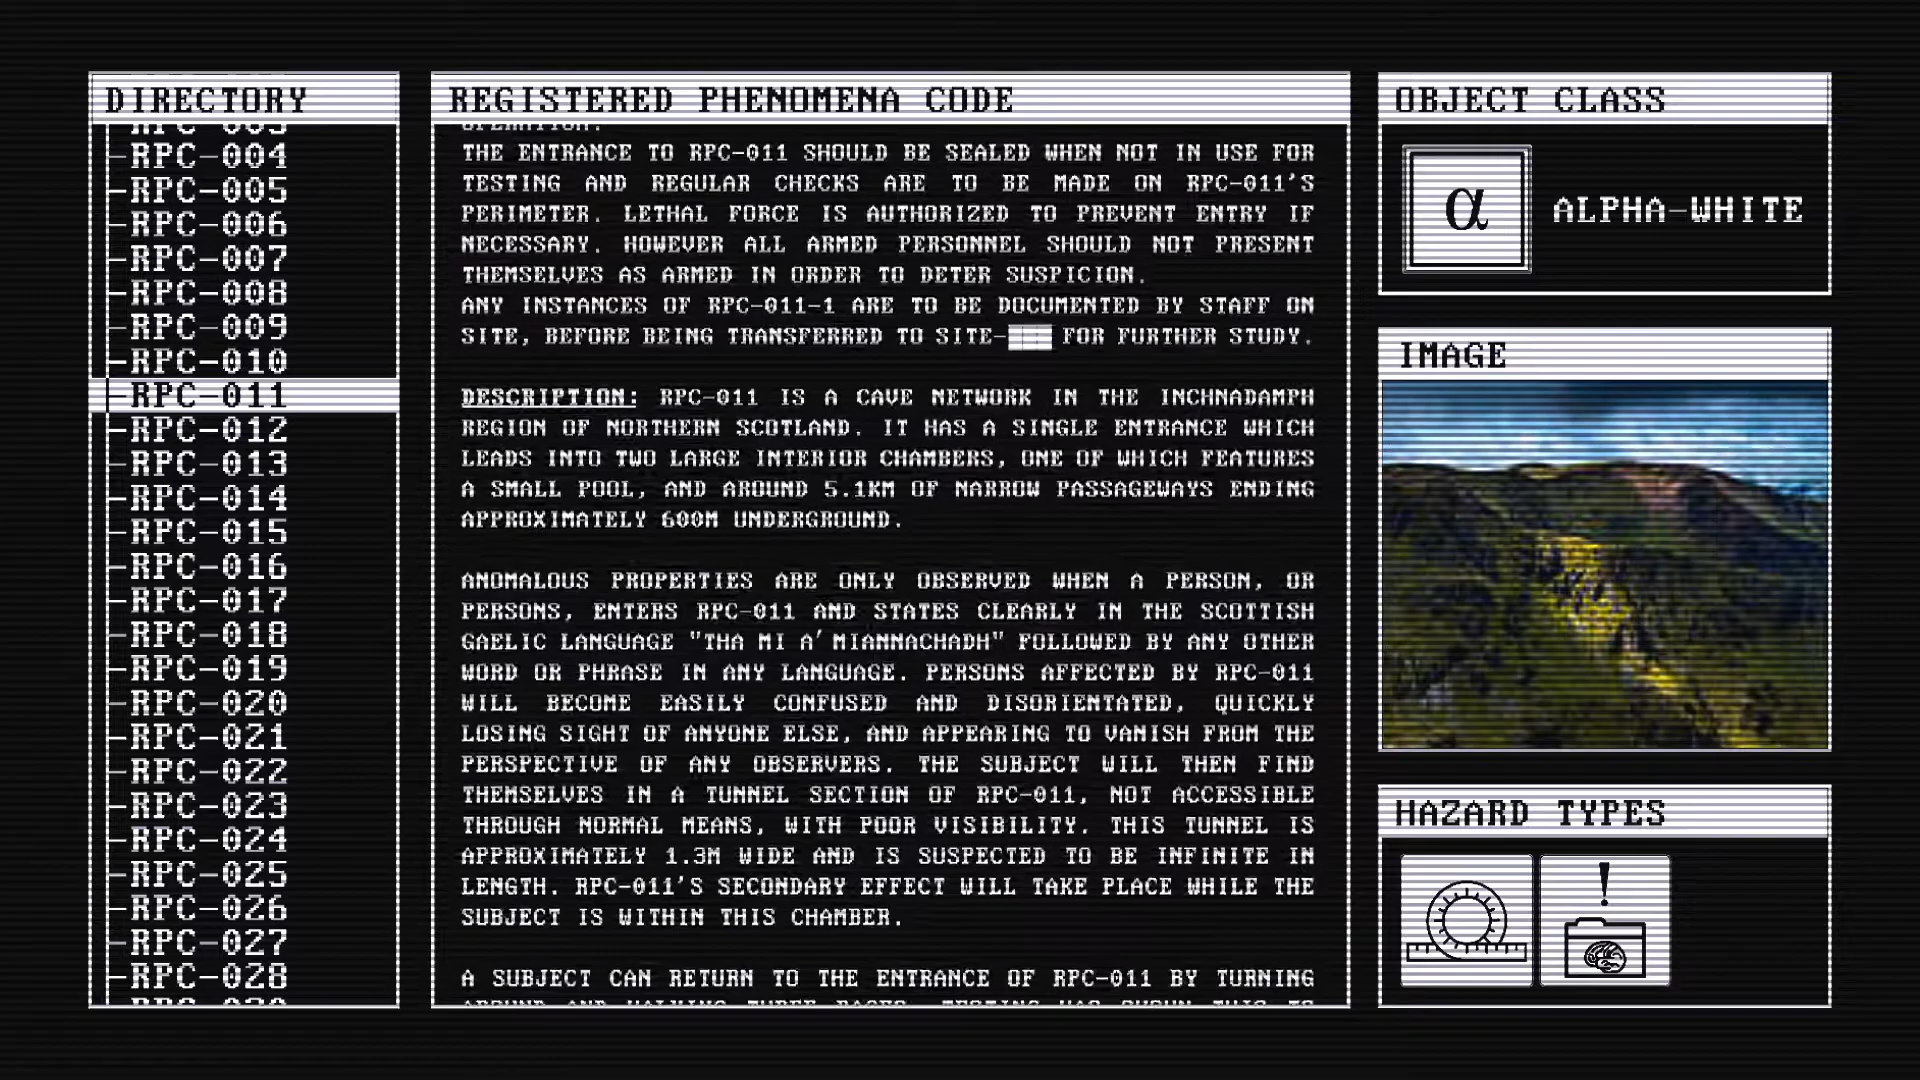 DIRECTORY
RPC-003
RPC-004
RPC-005
RPC-006
RPC-007
RPC-008
RPC-009
RPC-010
RPC-011
RPC-012
RPC-013
RPC-014
RPC-015
RPC-016
RPC-017
RPC-018
RPC-019
RPC-020
RPC-021
RPC-022
RPC-023
RPC-024
RPC-025
RPC-026
RPC-027
RPC-028
REGISTERED PHENOMENA CODE
OPERATION.
THE ENTRANCE TO RPC-011 SHOULD BE SEALED WHEN NOT IN USE FOR
TESTING AND REGULAR CHECKS ARE TO BE MADE ON RPC-011'S
PERIMETER. LETHAL FORCE IS AUTHORIZED TO PREVENT ENTRY IF
NECESSARY. HOWEVER ALL ARMED PERSONNEL SHOULD NOT PRESENT
THEMSELVES AS ARMED IN ORDER TO DETER SUSPICION.
ANY INSTANCES OF RPC-011-1 ARE TO BE DOCUMENTED BY STAFF ON
SITE, BEFORE BEING TRANSFERRED TO SITE-███ FOR FURTHER STUDY.
DESCRIPTION: RPC-011 IS A CAVE NETWORK IN THE INCHNADAMPH
REGION OF NORTHERN SCOTLAND. IT HAS A SINGLE ENTRANCE WHICH
LEADS INTO TWO LARGE INTERIOR CHAMBERS, ONE OF WHICH FEATURES
A SMALL POOL, AND AROUND 5.1KM OF NARROW PASSAGEWAYS ENDING
APPROXIMATELY 600M UNDERGROUND.
ANOMALOUS PROPERTIES ARE ONLY OBSERVED WHEN A PERSON, OR
PERSONS, ENTERS RPC-011 AND STATES CLEARLY IN THE SCOTTISH
GAELIC LANGUAGE "THA MI A' MIANNACHADH" FOLLOWED BY ANY OTHER
WORD OR PHRASE IN ANY LANGUAGE. PERSONS AFFECTED BY RPC-011
WILL BECOME EASILY CONFUSED AND DISORIENTATED, QUICKLY
LOSING SIGHT OF ANYONE ELSE, AND APPEARING TO VANISH FROM THE
PERSPECTIVE OF ANY OBSERVERS. THE SUBJECT WILL THEN FIND
THEMSELVES IN A TUNNEL SECTION OF RPC-011, NOT ACCESSIBLE
THROUGH NORMAL MEANS, WITH POOR VISIBILITY. THIS TUNNEL IS
APPROXIMATELY 1.3M WIDE AND IS SUSPECTED TO BE INFINITE IN
LENGTH. RPC-011'S SECONDARY EFFECT WILL TAKE PLACE WHILE THE
SUBJECT IS WITHIN THIS CHAMBER.
A SUBJECT CAN RETURN TO THE ENTRANCE OF RPC-011 BY TURNING
AROUND AND WALKING THREE PACES. TESTING HAS SHOWN THIS TO
OBJECT CLASS
α
ALPHA-WHITE
IMAGE
HAZARD TYPES
!